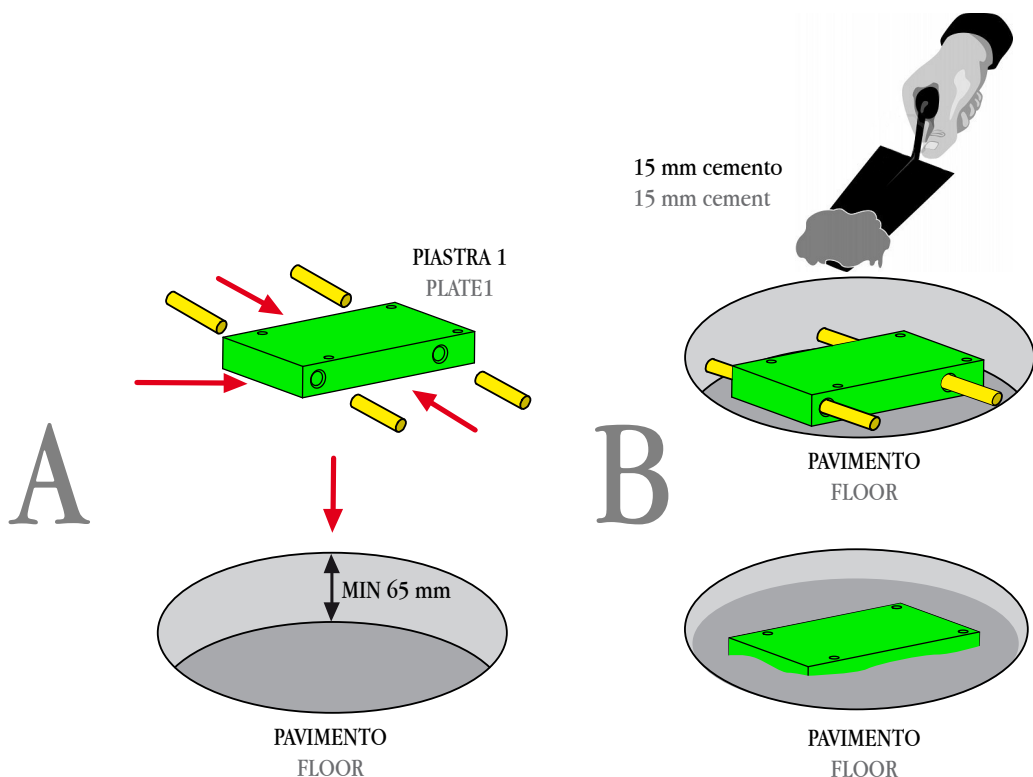 PIASTRA 1
PLATE1
A
MIN 65 mm
PAVIMENTO
FLOOR
15 mm cemento
15 mm cement
B
PAVIMENTO
FLOOR
PAVIMENTO
FLOOR